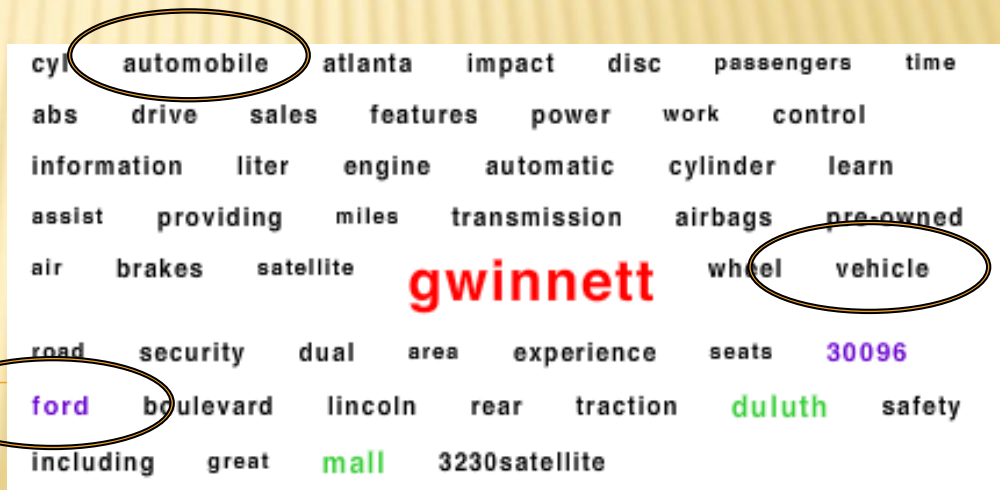 cyl automobile atlanta impact disc passengers time
abs drive sales features power work control
information liter engine automatic cylinder learn
assist providing miles transmission airbags pre-owned
air brakes satellite gwinnett wheel vehicle
road security dual area experience seats 30096
ford boulevard lincoln rear traction duluth safety
including great mall 3230satellite